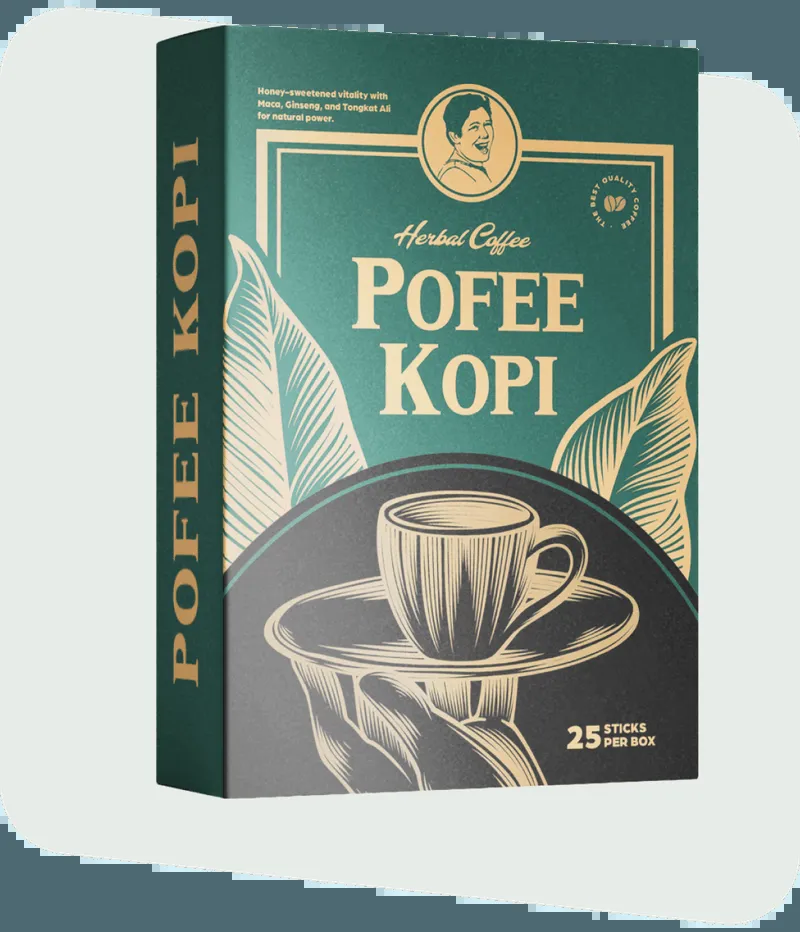 Honey-sweetened vitality with
Maca, Ginseng, and Tongkat Ali
for natural power.
THE BEST QUALITY COFFEE
Herbal Coffee
POFEE
KOPI
POFEE KOPI
25 STICKS
PER BOX